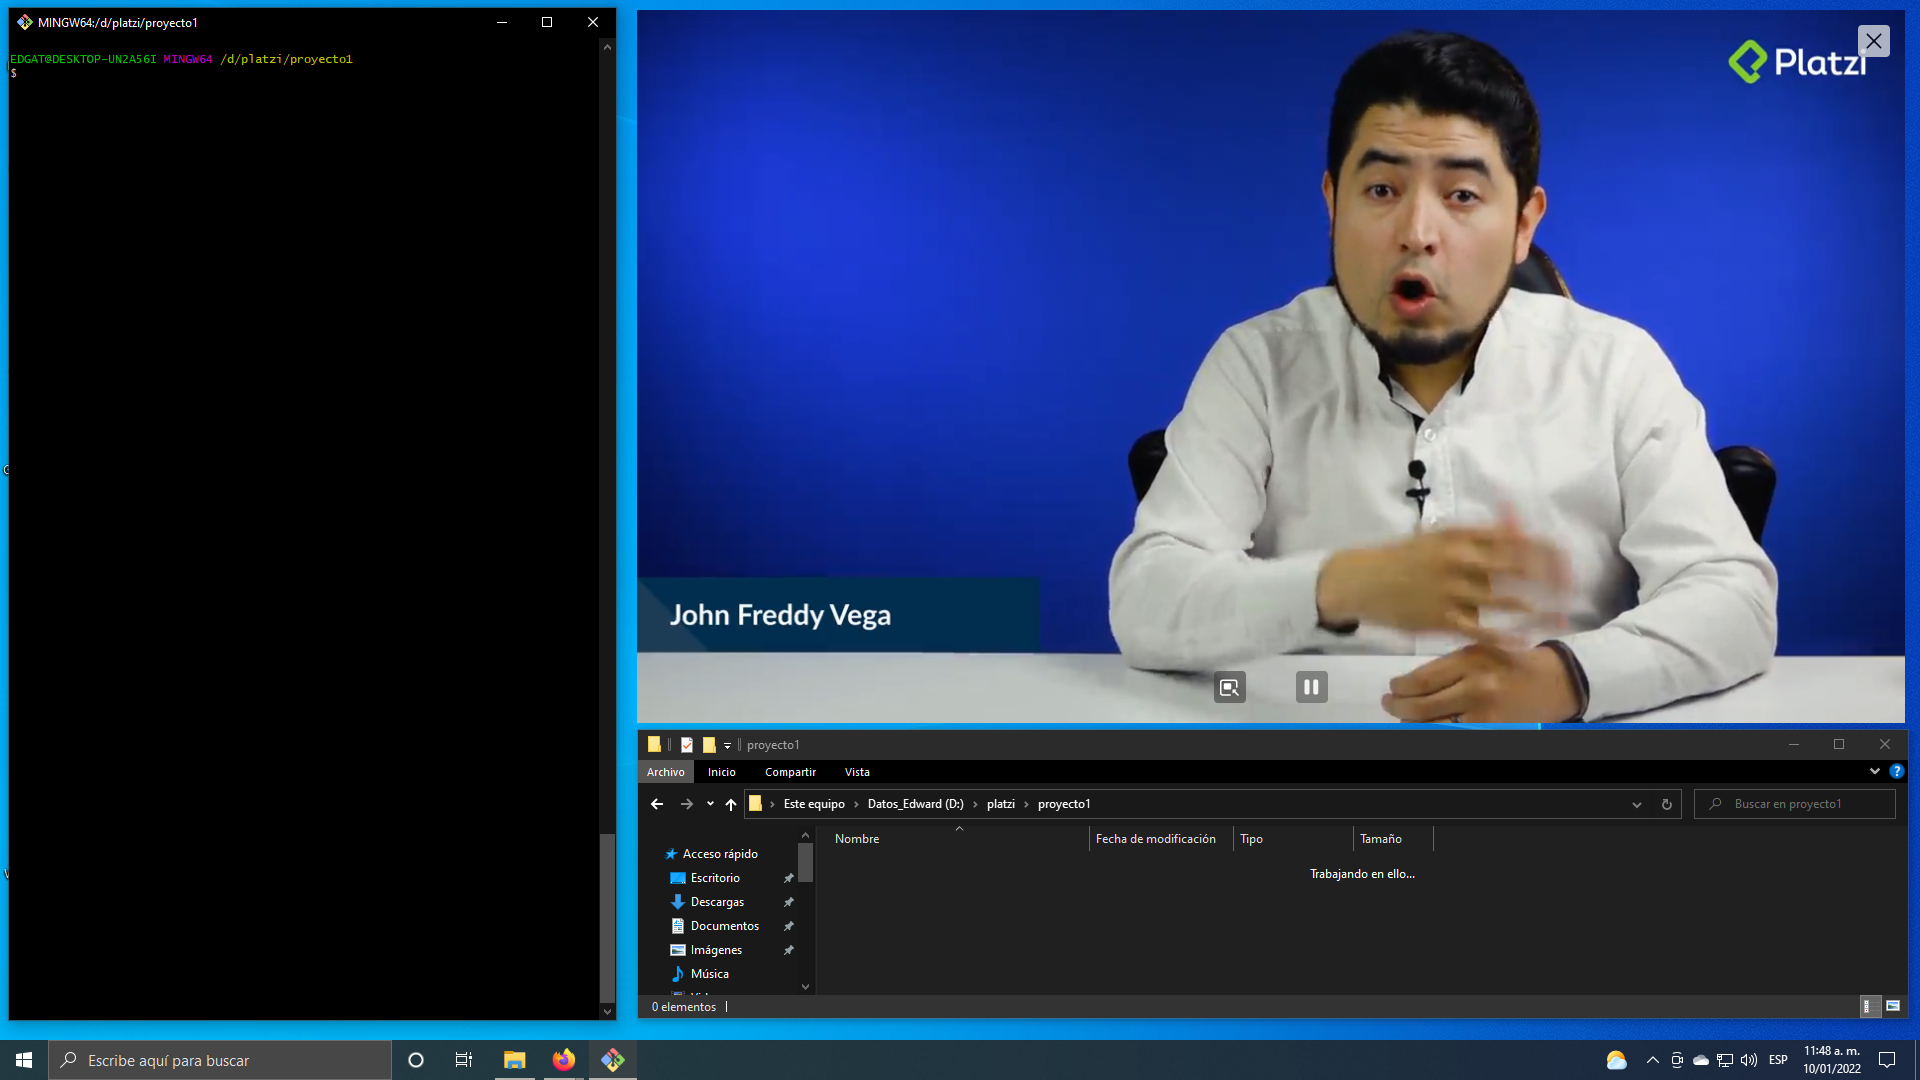 MINGW64:/d/platzi/proyecto1
EDGAT@DESKTOP-UN2A56I MINGW64 /d/platzi/proyecto1
$
Platzi
John Freddy Vega
proyecto1
Archivo Inicio Compartir Vista
Este equipo › Datos_Edward (D:) › platzi › proyecto1
Buscar en proyecto1
Nombre Fecha de modificación Tipo Tamaño
Acceso rápido
Escritorio
Descargas
Documentos
Imágenes
Música
Trabajando en ello...
0 elementos
Escribe aquí para buscar
ESP
11:48 a. m.
10/01/2022